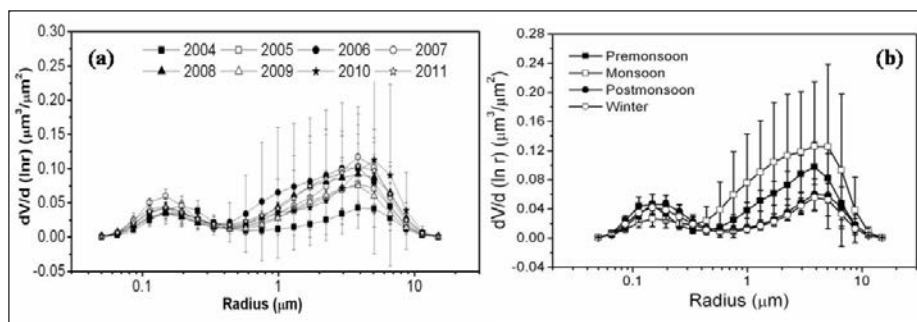 (a)
2004 2005 2006 2007
2008 2009 2010 2011
0.30
0.25
0.20
0.15
0.10
0.05
0.00
-0.05
dV/d (lnr) (μm³/μm²)
0.1 1 10
Radius (μm)
(b)
Premonsoon
Monsoon
Postmonsoon
Winter
0.28
0.24
0.20
0.16
0.12
0.08
0.04
0.00
-0.04
dV/d (ln r) (μm³/μm²)
0.1 1 10
Radius (μm)